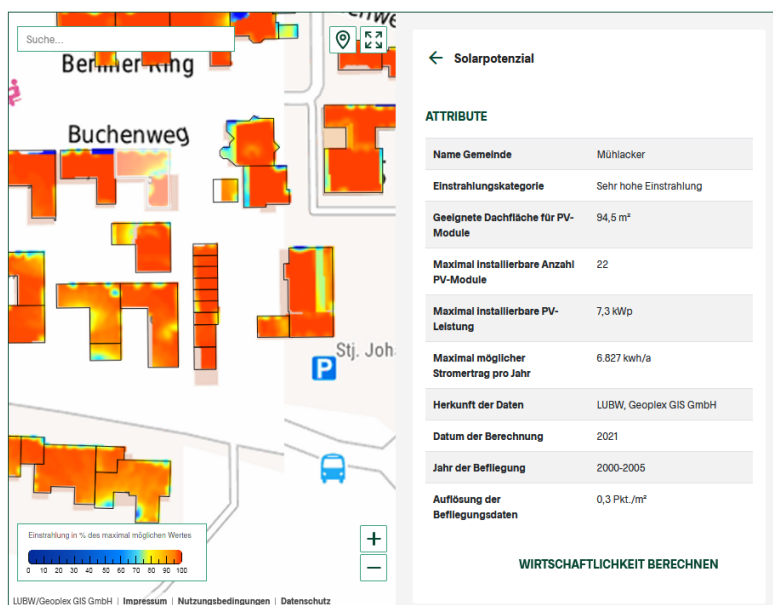 Suche...
Berliner Ring
Buchenweg
Stj. Joh
P
Einstrahlung in % des maximal möglichen Wertes
0 10 20 30 40 50 60 70 80 90 100
+
−
LUBW/Geoplex GIS GmbH | Impressum | Nutzungsbedingungen | Datenschutz
Solarpotenzial
ATTRIBUTE
Name Gemeinde Mühlacker
Einstrahlungskategorie Sehr hohe Einstrahlung
Geeignete Dachfläche für PV-
Module 94,5 m²
Maximal installierbare Anzahl
PV-Module 22
Maximal installierbare PV-
Leistung 7,3 kWp
Maximal möglicher
Stromertrag pro Jahr 6.827 kwh/a
Herkunft der Daten LUBW, Geoplex GIS GmbH
Datum der Berechnung 2021
Jahr der Befliegung 2000-2005
Auflösung der
Befliegungsdaten 0,3 Pkt./m²
WIRTSCHAFTLICHKEIT BERECHNEN